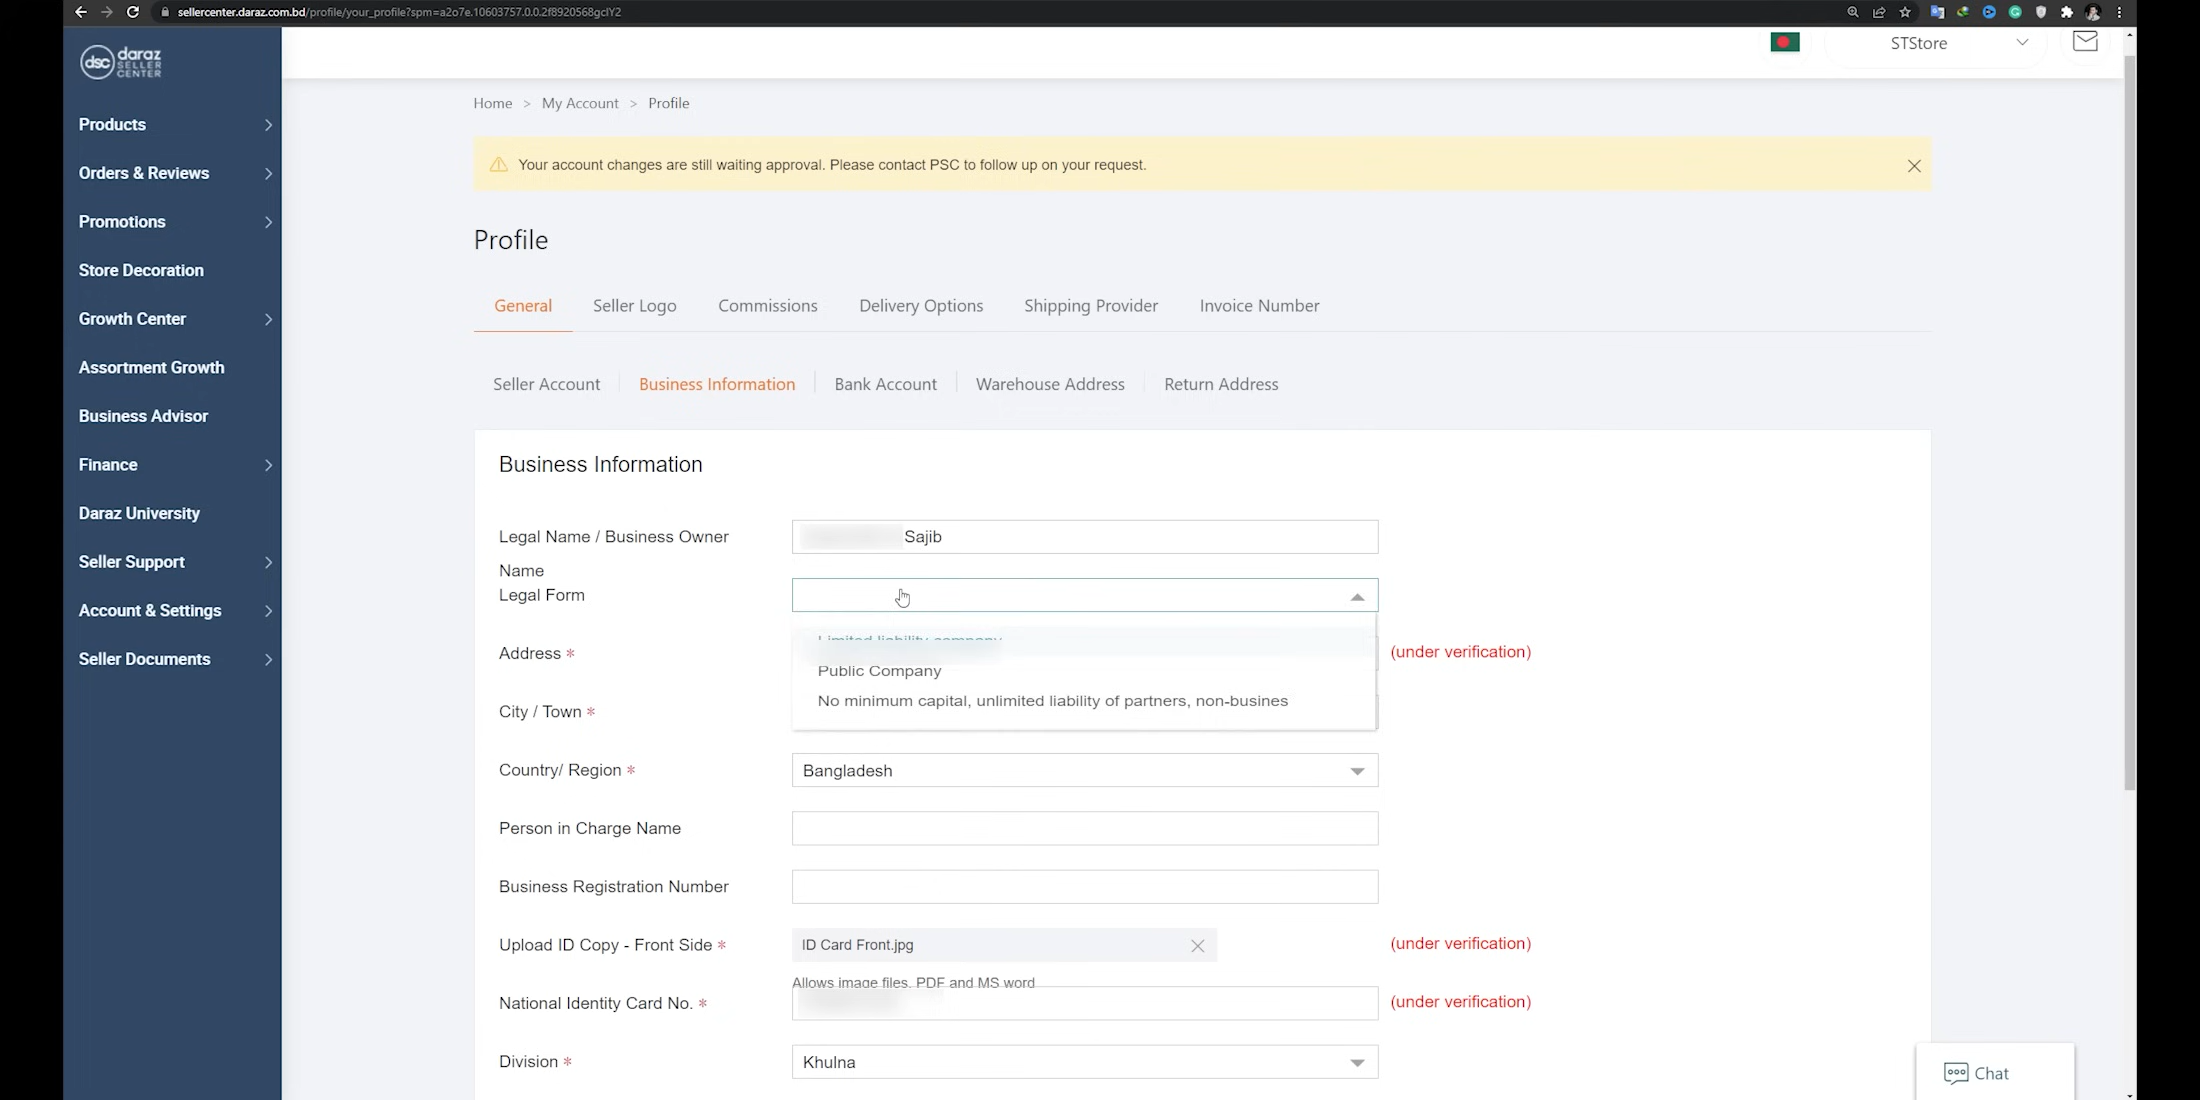 sellercenter.daraz.com.bd/profile/your_profile?spm=a2o7e.10603757.0.0.2f8920568gclY2
dsc daraz
SELLER
CENTER
STStore
Products
Orders & Reviews
Promotions
Store Decoration
Growth Center
Assortment Growth
Business Advisor
Finance
Daraz University
Seller Support
Account & Settings
Seller Documents
Home > My Account > Profile
Your account changes are still waiting approval. Please contact PSC to follow up on your request.
Profile
General Seller Logo Commissions Delivery Options Shipping Provider Invoice Number
Seller Account Business Information Bank Account Warehouse Address Return Address
Business Information
Legal Name / Business Owner Name
Sajib
Legal Form
Limited liability company
Public Company
No minimum capital, unlimited liability of partners, non-busines
Address * (under verification)
City / Town *
Country/ Region * Bangladesh
Person in Charge Name
Business Registration Number
Upload ID Copy - Front Side * ID Card Front.jpg (under verification)
Allows image files, PDF and MS word
National Identity Card No. * (under verification)
Division * Khulna
Chat